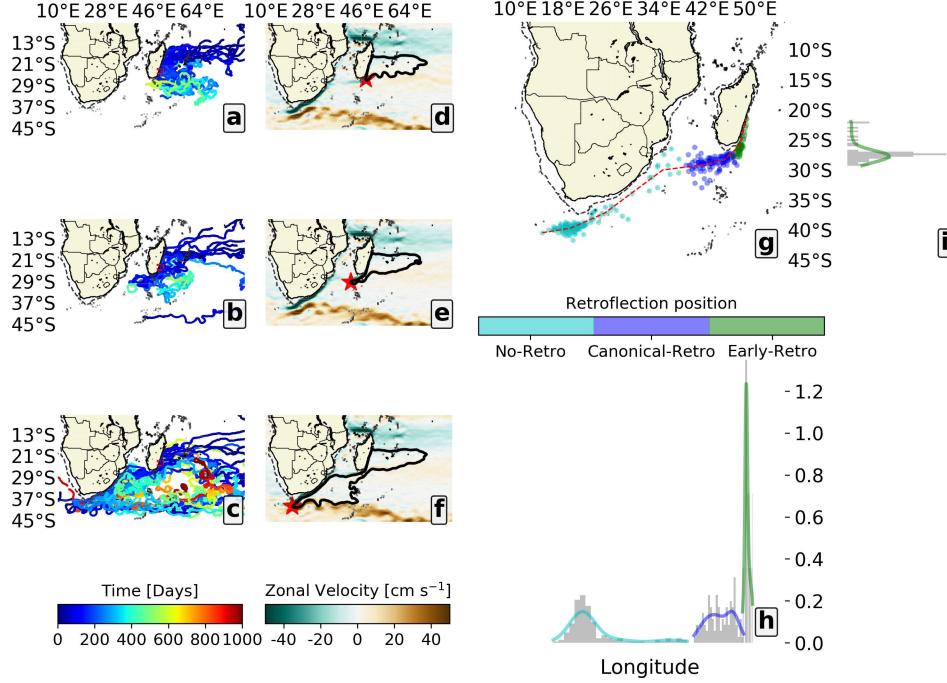 10°E 28°E 46°E 64°E
10°E 28°E 46°E 64°E
13°S
21°S
29°S
37°S
45°S
a
d
13°S
21°S
29°S
37°S
45°S
b
e
13°S
21°S
29°S
37°S
45°S
c
f
Time [Days]
0 200 400 600 800 1000
Zonal Velocity [cm s⁻¹]
-40 -20 0 20 40
10°E 18°E 26°E 34°E 42°E 50°E
10°S
15°S
20°S
25°S
30°S
35°S
40°S
45°S
g
i
Retroflection position
No-Retro Canonical-Retro Early-Retro
1.2
1.0
0.8
0.6
0.4
0.2
0.0
h
Longitude